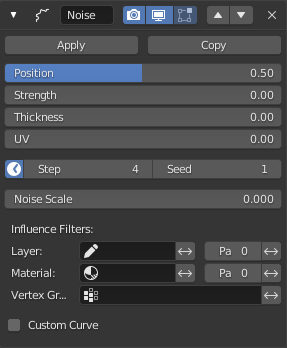 Noise
Apply Copy
Position 0.50
Strength 0.00
Thickness 0.00
UV 0.00
Step 4 Seed 1
Noise Scale 0.000
Influence Filters:
Layer: Pa 0
Material: Pa 0
Vertex Gr...
Custom Curve